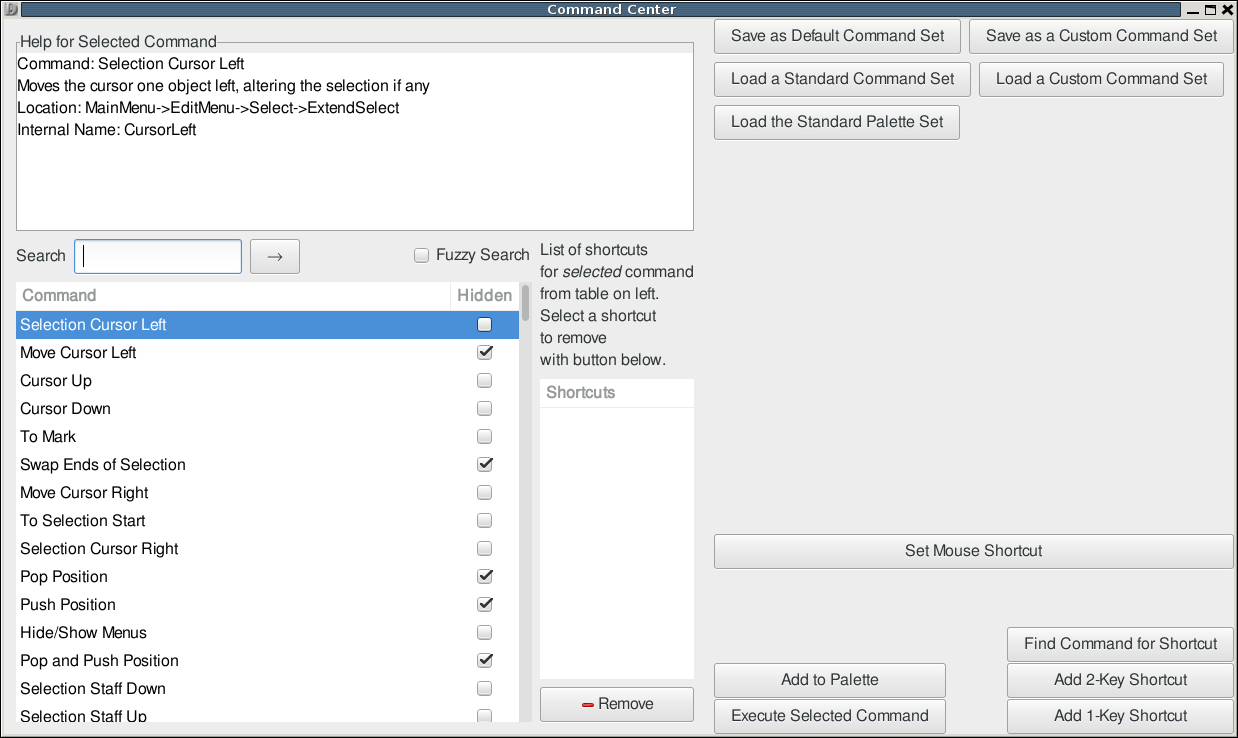 Command Center
Help for Selected Command
Command: Selection Cursor Left
Moves the cursor one object left, altering the selection if any
Location: MainMenu->EditMenu->Select->ExtendSelect
Internal Name: CursorLeft
Save as Default Command Set
Save as a Custom Command Set
Load a Standard Command Set
Load a Custom Command Set
Load the Standard Palette Set
Search
→
Fuzzy Search
Command
Hidden
Selection Cursor Left
Move Cursor Left
Cursor Up
Cursor Down
To Mark
Swap Ends of Selection
Move Cursor Right
To Selection Start
Selection Cursor Right
Pop Position
Push Position
Hide/Show Menus
Pop and Push Position
Selection Staff Down
Selection Staff Up
List of shortcuts
for selected command
from table on left.
Select a shortcut
to remove
with button below.
Shortcuts
Remove
Set Mouse Shortcut
Find Command for Shortcut
Add to Palette
Add 2-Key Shortcut
Execute Selected Command
Add 1-Key Shortcut